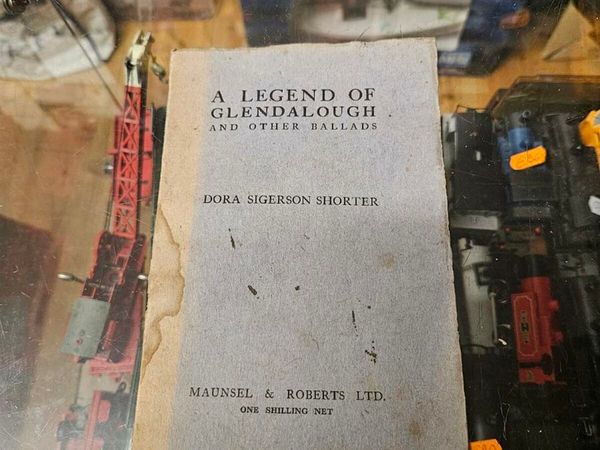 A LEGEND OF
GLENDALOUGH
AND OTHER BALLADS
DORA SIGERSON SHORTER
MAUNSEL & ROBERTS LTD.
ONE SHILLING NET